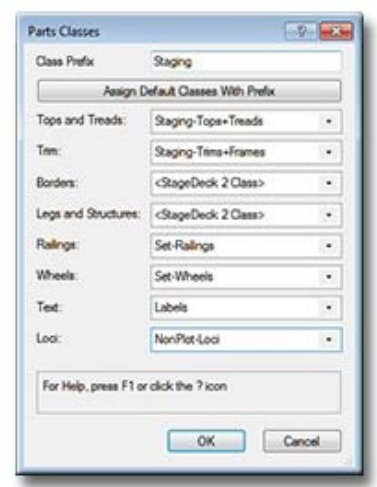 Parts Classes
Class Prefix Staging
Assign Default Classes With Prefix
Tops and Treads: Staging-Tops+Treads
Trim: Staging-Trims+Frames
Borders: <StageDeck 2 Class>
Legs and Structures: <StageDeck 2 Class>
Railings: Set-Railings
Wheels: Set-Wheels
Text: Labels
Loci: NonPlot-Loci
For Help, press F1 or click the ? icon
OK Cancel